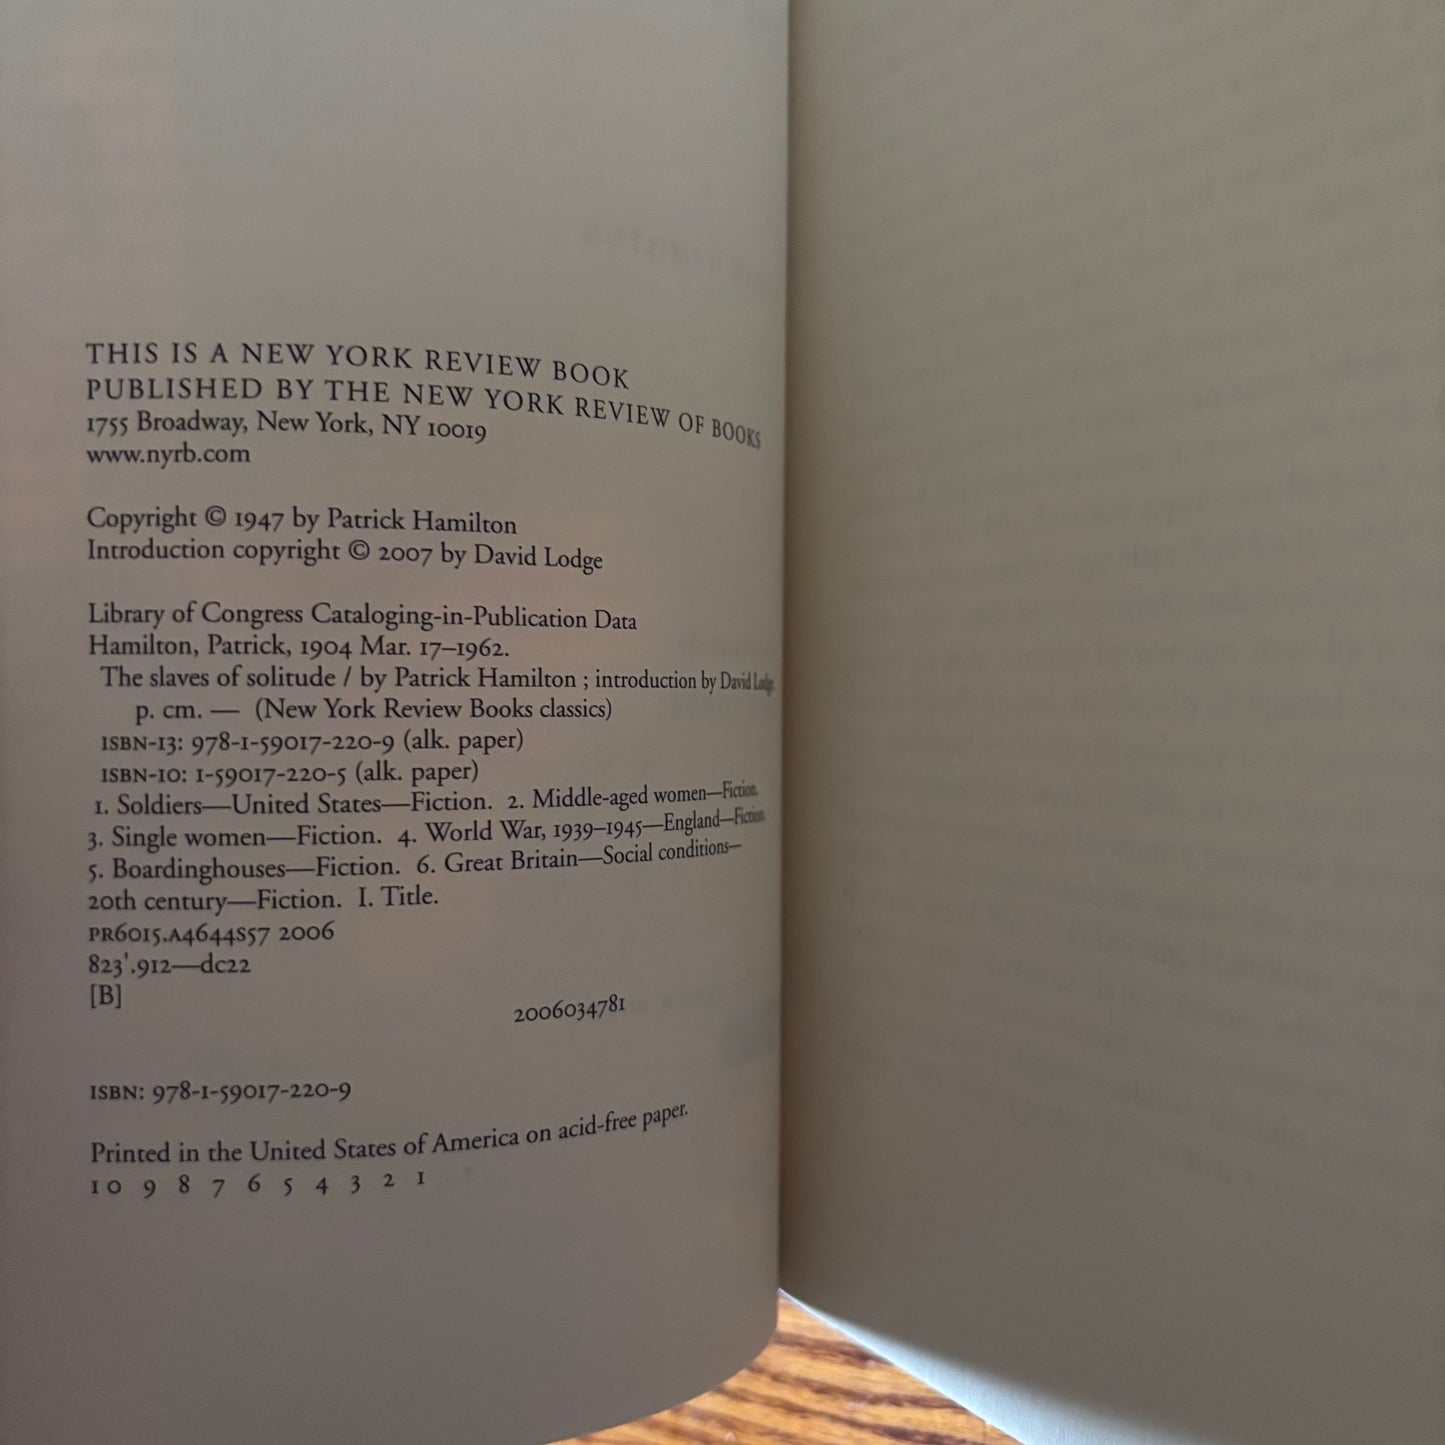 THIS IS A NEW YORK REVIEW BOOK
PUBLISHED BY THE NEW YORK REVIEW OF BOOKS
1755 Broadway, New York, NY 10019
www.nyrb.com
Copyright © 1947 by Patrick Hamilton
Introduction copyright © 2007 by David Lodge
Library of Congress Cataloging-in-Publication Data
Hamilton, Patrick, 1904 Mar. 17–1962.
The slaves of solitude / by Patrick Hamilton ; introduction by David Lodge.
p. cm. — (New York Review Books classics)
ISBN-13: 978-1-59017-220-9 (alk. paper)
ISBN-10: 1-59017-220-5 (alk. paper)
1. Soldiers—United States—Fiction. 2. Middle-aged women—Fiction.
3. Single women—Fiction. 4. World War, 1939–1945—England—Fiction.
5. Boardinghouses—Fiction. 6. Great Britain—Social conditions—
20th century—Fiction. I. Title.
PR6015.A4644S57 2006
823'.912—dc22
[B]
2006034781
ISBN: 978-1-59017-220-9
Printed in the United States of America on acid-free paper.
10 9 8 7 6 5 4 3 2 1